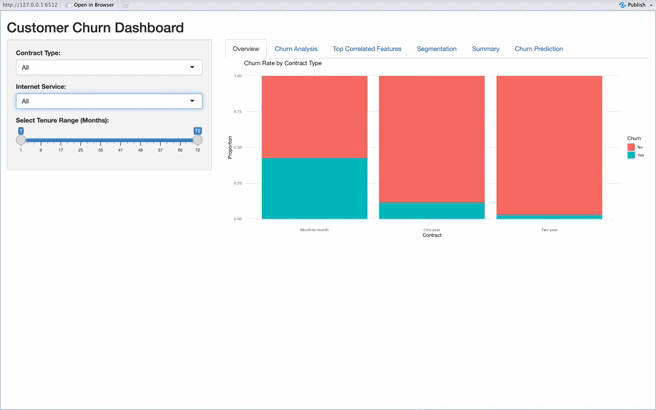 http://127.0.0.1:6512
Open in Browser
Publish
Customer Churn Dashboard
Contract Type:
All
Internet Service:
All
Select Tenure Range (Months):
1
72
1 9 17 25 33 41 49 57 65 72
Overview
Churn Analysis
Top Correlated Features
Segmentation
Summary
Churn Prediction
Churn Rate by Contract Type
1.00
0.75
0.50
0.25
0.00
Proportion
Month-to-month
One year
Two year
Contract
Churn
No
Yes